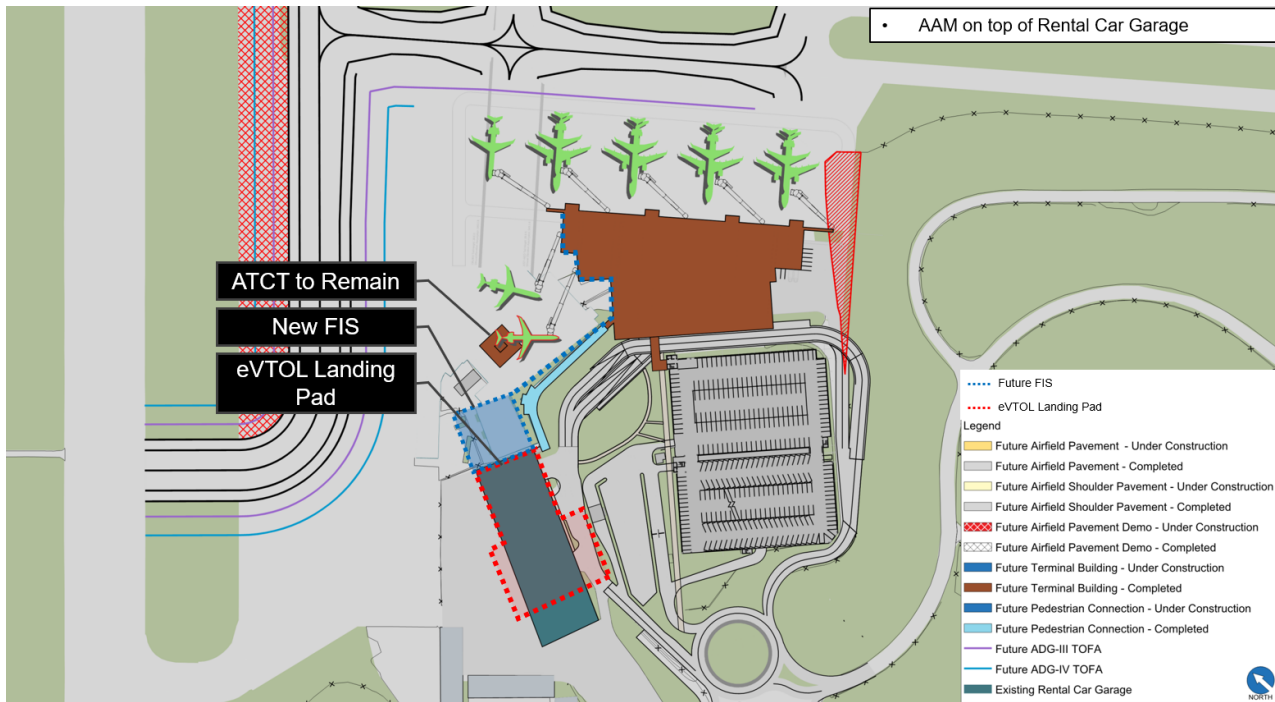 • AAM on top of Rental Car Garage
ATCT to Remain
New FIS
eVTOL Landing
Pad
Future FIS
eVTOL Landing Pad
Legend
Future Airfield Pavement - Under Construction
Future Airfield Pavement - Completed
Future Airfield Shoulder Pavement - Under Construction
Future Airfield Shoulder Pavement - Completed
Future Airfield Pavement Demo - Under Construction
Future Airfield Pavement Demo - Completed
Future Terminal Building - Under Construction
Future Terminal Building - Completed
Future Pedestrian Connection - Under Construction
Future Pedestrian Connection - Completed
Future ADG-III TOFA
Future ADG-IV TOFA
Existing Rental Car Garage
NORTH